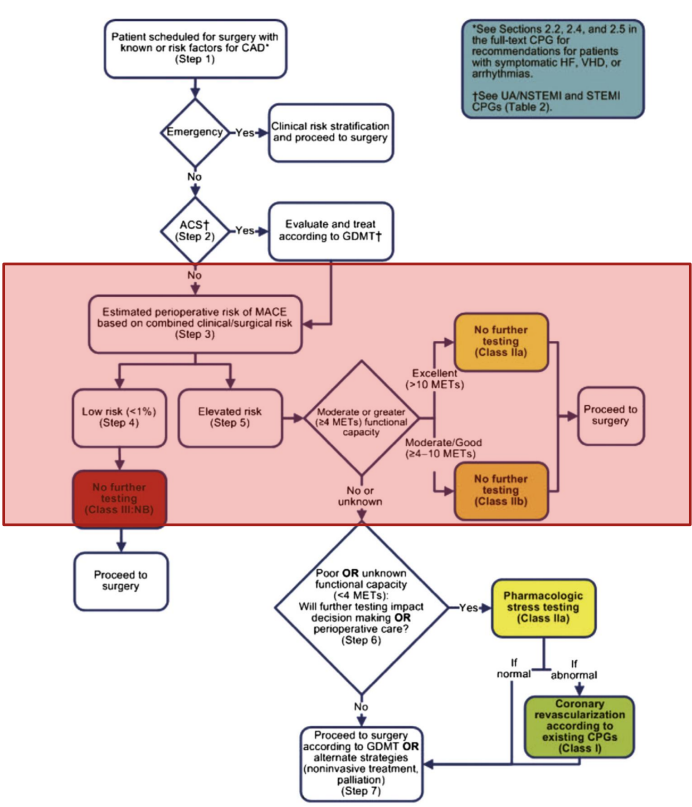 Patient scheduled for surgery with
known or risk factors for CAD*
(Step 1)
*See Sections 2.2, 2.4, and 2.5 in
the full-text CPG for
recommendations for patients
with symptomatic HF, VHD, or
arrhythmias.
†See UA/NSTEMI and STEMI
CPGs (Table 2).
Emergency
Yes
Clinical risk stratification
and proceed to surgery
No
ACS†
(Step 2)
Yes
Evaluate and treat
according to GDMT†
No
Estimated perioperative risk of MACE
based on combined clinical/surgical risk
(Step 3)
Low risk (<1%)
(Step 4)
Elevated risk
(Step 5)
Moderate or greater
(≥4 METs) functional
capacity
Excellent
(>10 METs)
No further
testing
(Class IIa)
Moderate/Good
(≥4–10 METs)
No further
testing
(Class IIb)
Proceed to
surgery
No further
testing
(Class III:NB)
Proceed to
surgery
No or
unknown
Poor OR unknown
functional capacity
(<4 METs):
Will further testing impact
decision making OR
perioperative care?
(Step 6)
Yes
Pharmacologic
stress testing
(Class IIa)
If
normal
If
abnormal
Coronary
revascularization
according to
existing CPGs
(Class I)
No
Proceed to surgery
according to GDMT OR
alternate strategies
(noninvasive treatment,
palliation)
(Step 7)